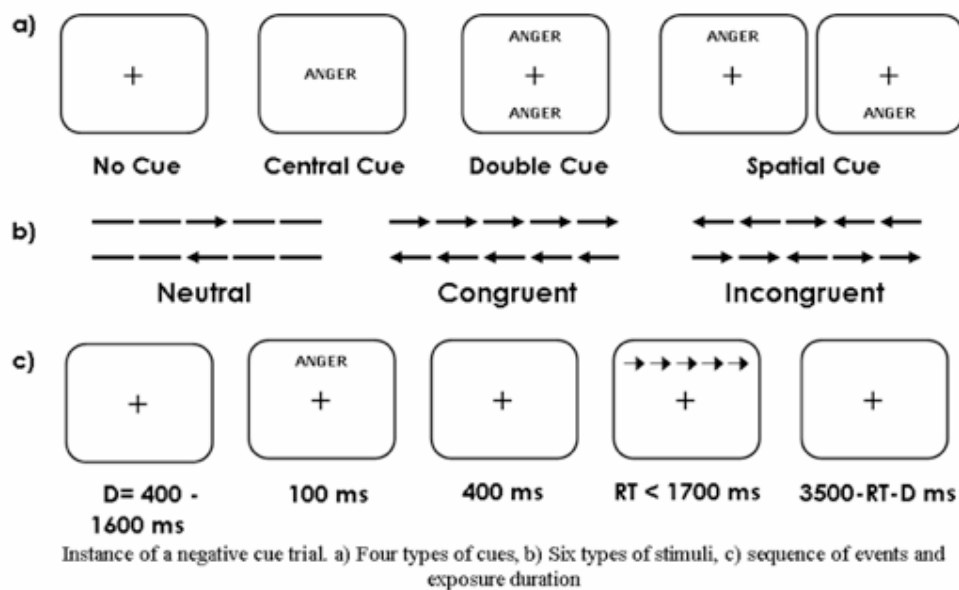 a)
ANGER
ANGER
ANGER
ANGER
ANGER
No Cue Central Cue Double Cue Spatial Cue
b)
Neutral Congruent Incongruent
c)
ANGER
D= 400 - 100 ms 400 ms RT < 1700 ms 3500-RT-D ms
1600 ms
Instance of a negative cue trial. a) Four types of cues, b) Six types of stimuli, c) sequence of events and
exposure duration